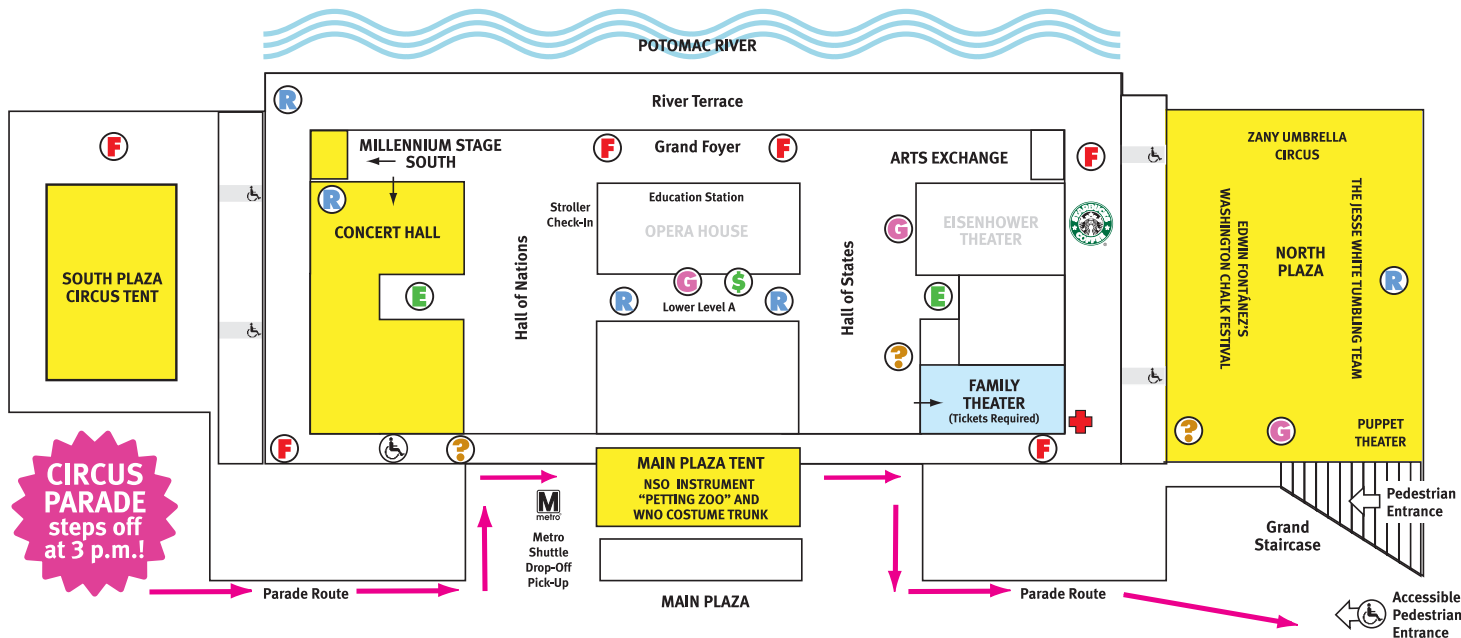 POTOMAC RIVER
River Terrace
R
F
MILLENNIUM STAGE
SOUTH
F
Grand Foyer
F
ARTS EXCHANGE
F
ZANY UMBRELLA
CIRCUS
R
CONCERT HALL
Stroller
Check-In
Education Station
OPERA HOUSE
G
EISENHOWER
THEATER
STARBUCKS
COFFEE
SOUTH PLAZA
CIRCUS TENT
E
Hall of Nations
G
$
R
Lower Level A
R
Hall of States
E
EDWIN FONTÁNEZ'S
WASHINGTON CHALK FESTIVAL
NORTH
PLAZA
THE JESSE WHITE TUMBLING TEAM
R
?
FAMILY
THEATER
(Tickets Required)
F
?
F
?
G
PUPPET
THEATER
CIRCUS
PARADE
steps off
at 3 p.m.!
MAIN PLAZA TENT
NSO INSTRUMENT
“PETTING ZOO” AND
WNO COSTUME TRUNK
M
metro
Metro
Shuttle
Drop-Off
Pick-Up
Pedestrian
Entrance
Grand
Staircase
Parade Route
MAIN PLAZA
Parade Route
Accessible
Pedestrian
Entrance